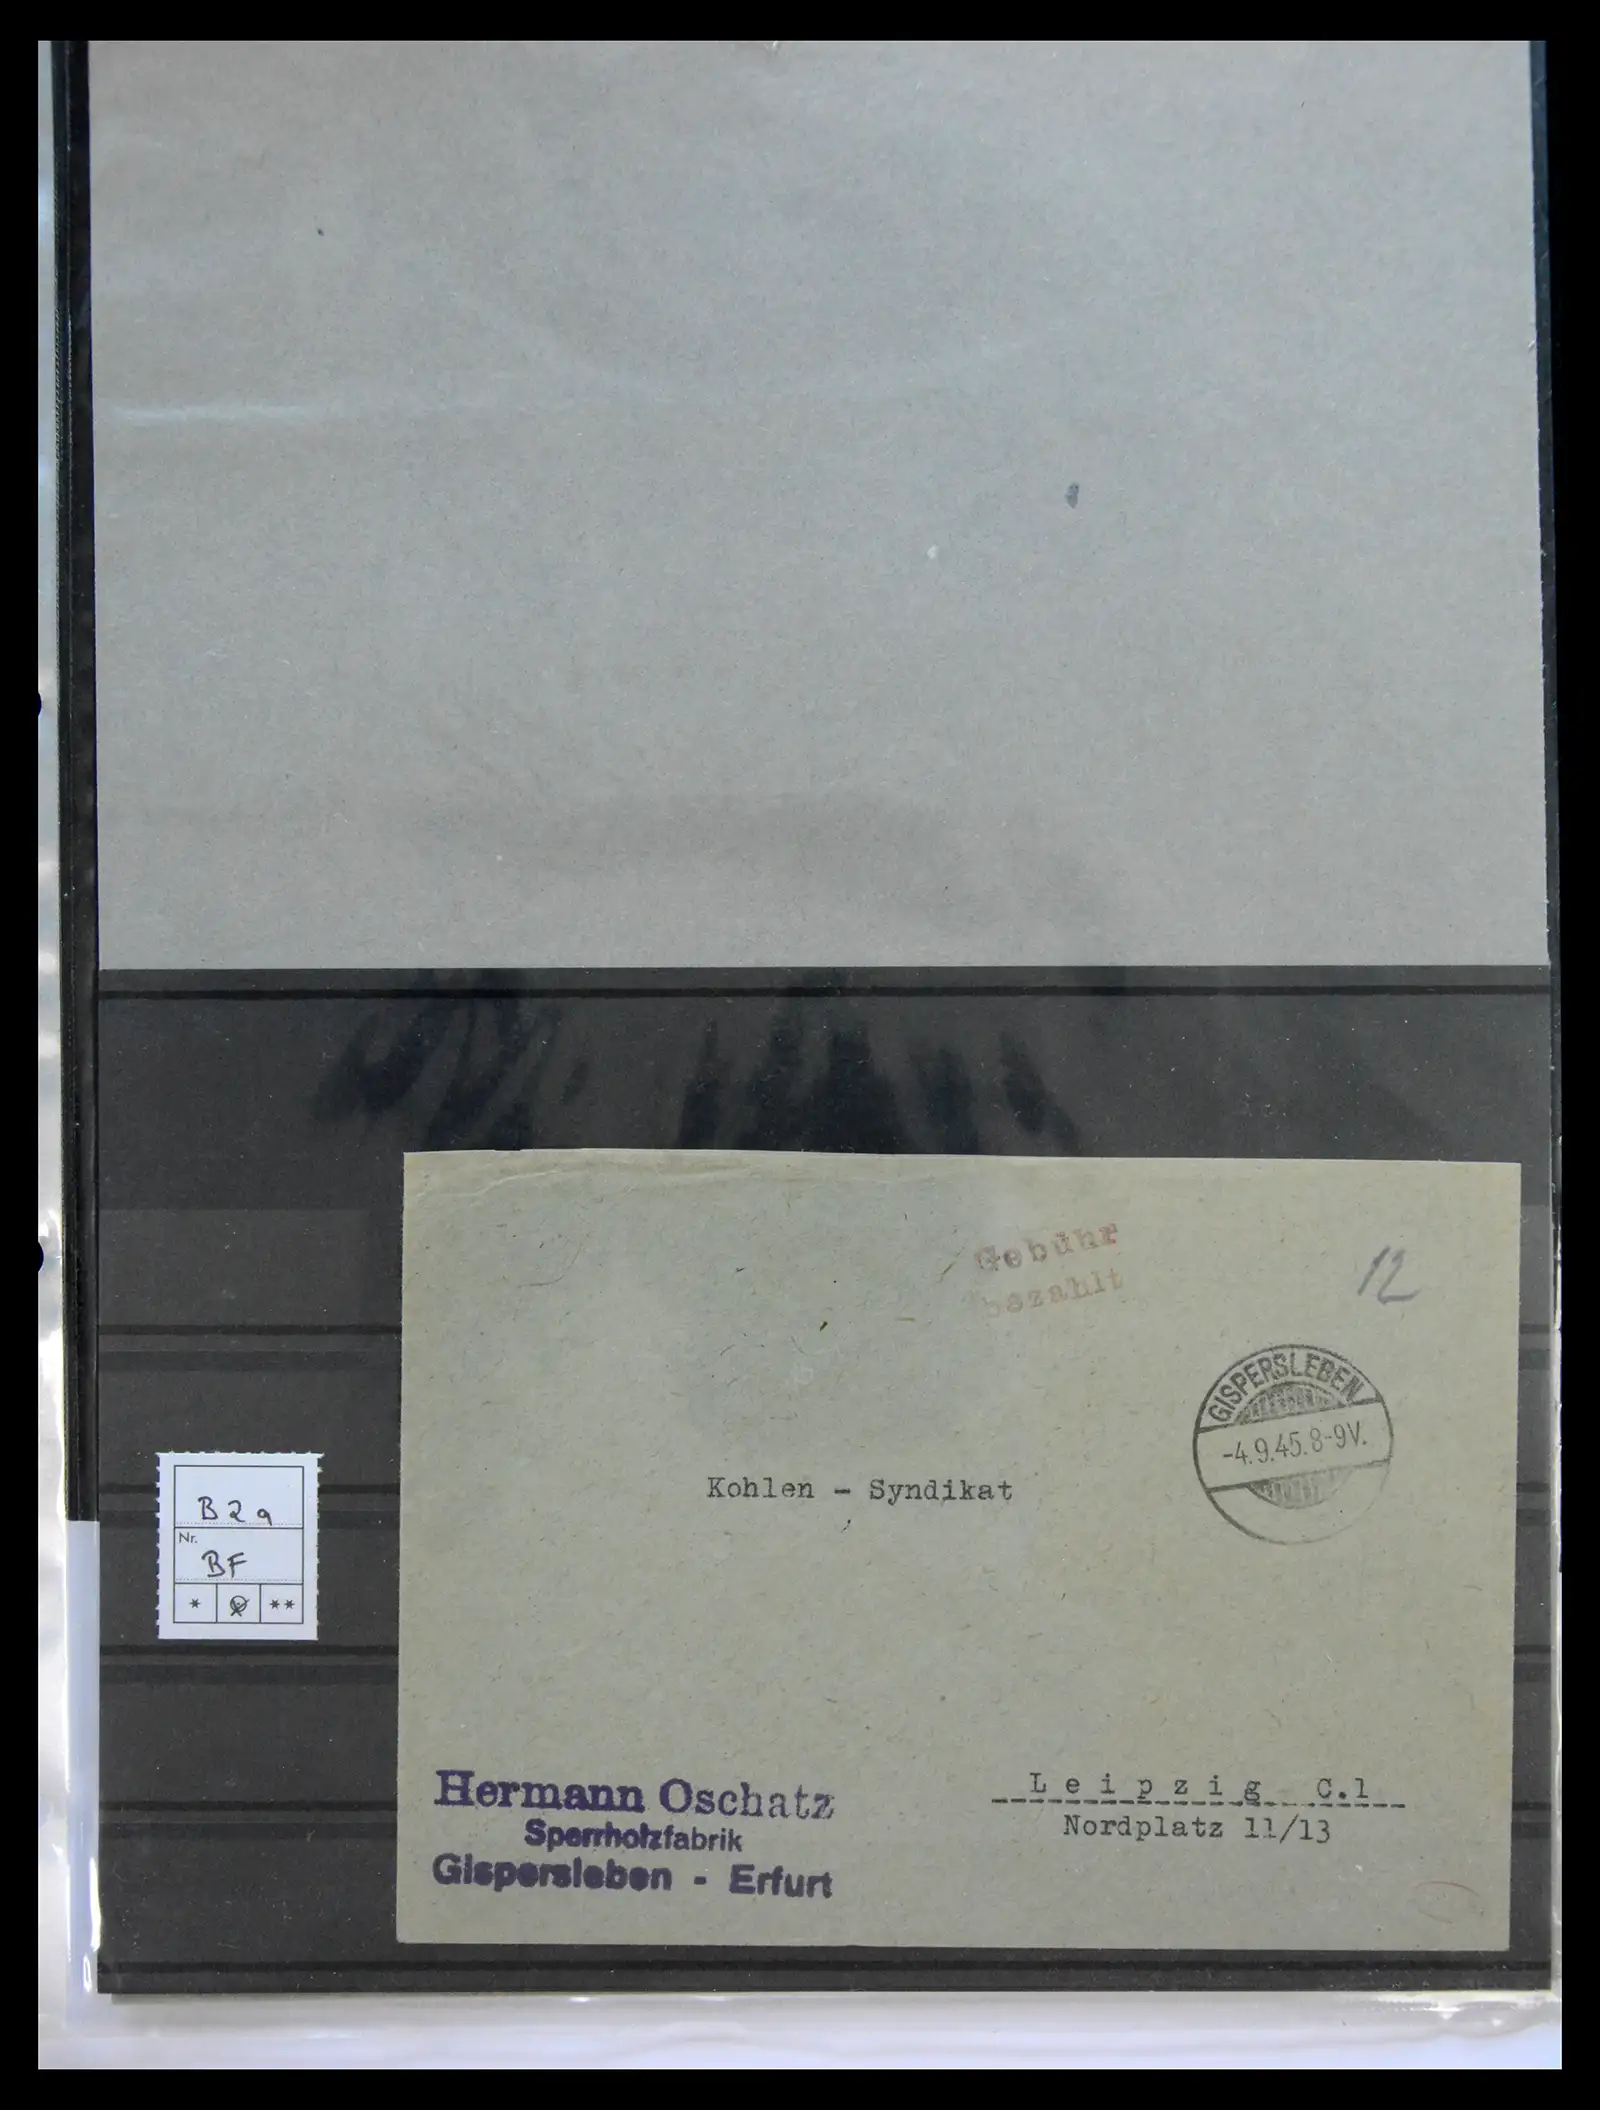 Gebühr
bezahlt
12
GISPERSLEBEN
-4.9.45.8-9V.
Kohlen - Syndikat
B2a
Nr.
BF
* * **
Hermann Oschatz
Sperrholzfabrik
Gispersleben - Erfurt
Leipzig C.1
Nordplatz 11/13